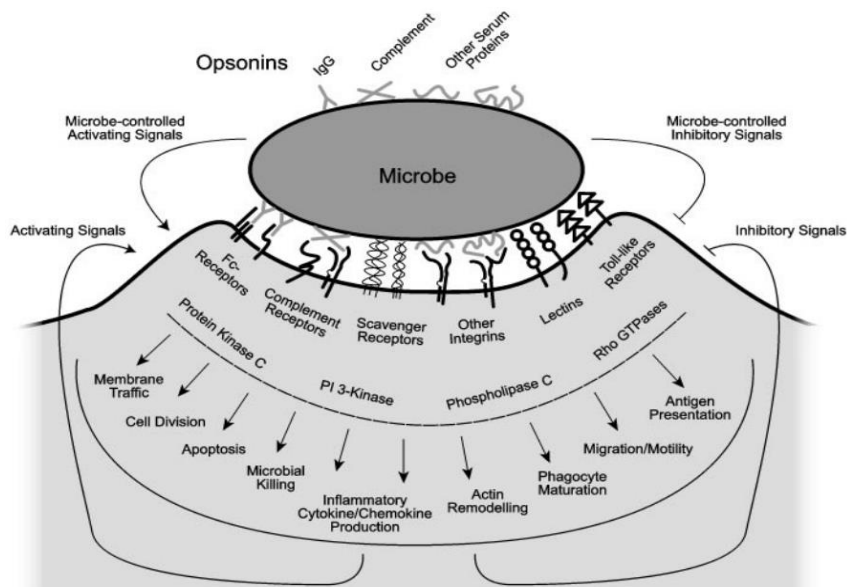 Opsonins
IgG
Complement
Other Serum
Proteins
Microbe-controlled
Activating Signals
Microbe-controlled
Inhibitory Signals
Microbe
Activating Signals
Inhibitory Signals
Fc-
Receptors
Complement
Receptors
Scavenger
Receptors
Other
Integrins
Lectins
Toll-like
Receptors
Protein Kinase C
PI 3-Kinase
Phospholipase C
Rho GTPases
Membrane
Traffic
Cell Division
Apoptosis
Microbial
Killing
Inflammatory
Cytokine/Chemokine
Production
Actin
Remodelling
Phagocyte
Maturation
Migration/Motility
Antigen
Presentation